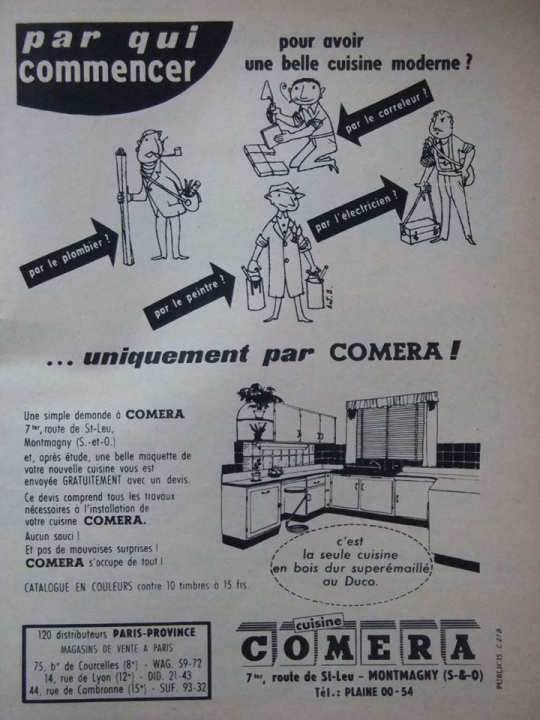 par qui
commencer
pour avoir
une belle cuisine moderne ?
par le carreleur ?
par l'électricien ?
par le plombier ?
par le peintre ?
A.J.B.
... uniquement par COMERA !
Une simple demande à COMERA
7 ter, route de St-Leu,
Montmagny (S.-et-O.)
et, après étude, une belle maquette de
votre nouvelle cuisine vous est
envoyée GRATUITEMENT avec un devis.
Ce devis comprend tous les travaux
nécessaires à l'installation de
votre cuisine COMERA.
Aucun souci !
Et pas de mauvaises surprises !
COMERA s'occupe de tout !
CATALOGUE EN COULEURS contre 10 timbres à 15 frs
c'est
la seule cuisine
en bois dur superémaillé
au Duco.
120 distributeurs PARIS-PROVINCE
MAGASINS DE VENTE A PARIS
75, bd de Courcelles (8e) - WAG. 59-72
14, rue de Lyon (12e) - DID. 21-43
44, rue de Cambronne (15e) - SUF. 93-32
cuisine
COMERA
7 ter, route de St-Leu - MONTMAGNY (S-&-O)
Tél.: PLAINE 00-54
PUBLICIS C 278